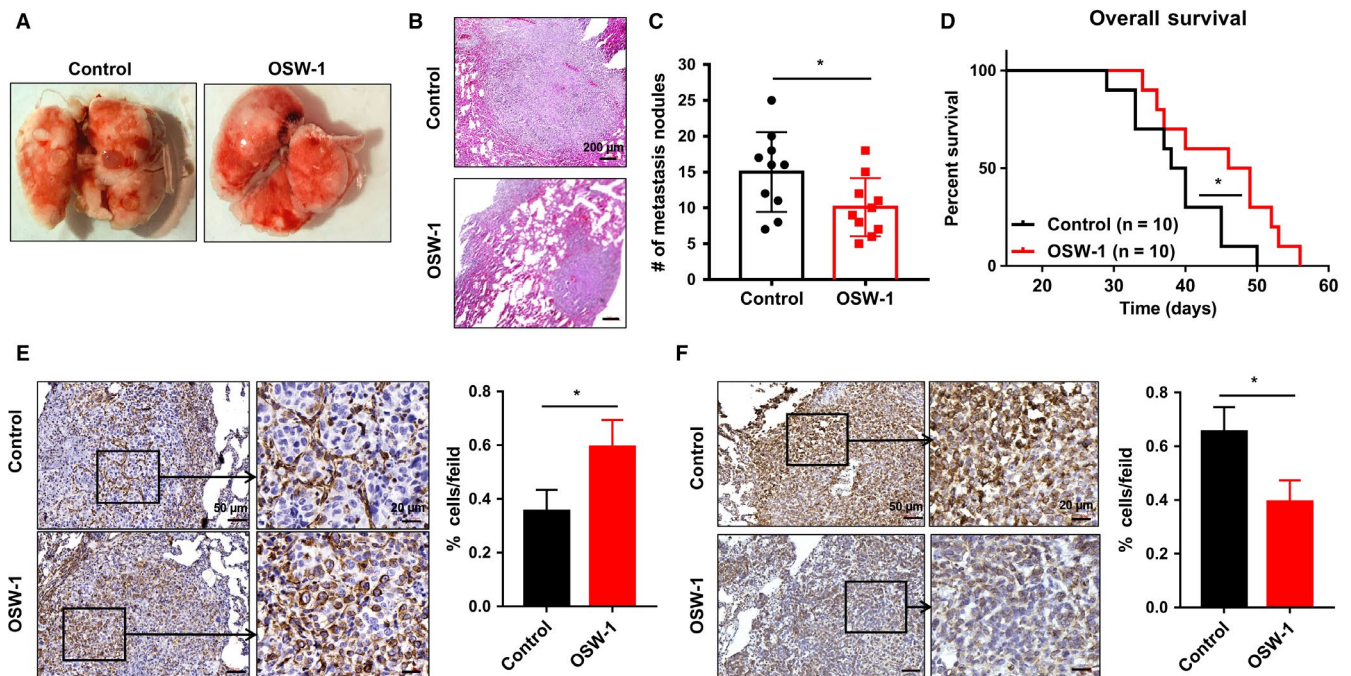 A
Control
OSW-1
B
Control
200 µm
OSW-1
C
# of metastasis nodules
30
25
20
15
10
5
0
*
Control
OSW-1
D
Overall survival
Percent survival
100
50
0
*
Control (n = 10)
OSW-1 (n = 10)
20
30
40
50
60
Time (days)
E
Control
50 µm
20 µm
OSW-1
% cells/feild
0.8
0.6
0.4
0.2
0.0
*
Control
OSW-1
F
Control
50 µm
20 µm
OSW-1
% cells/feild
0.8
0.6
0.4
0.2
0.0
*
Control
OSW-1